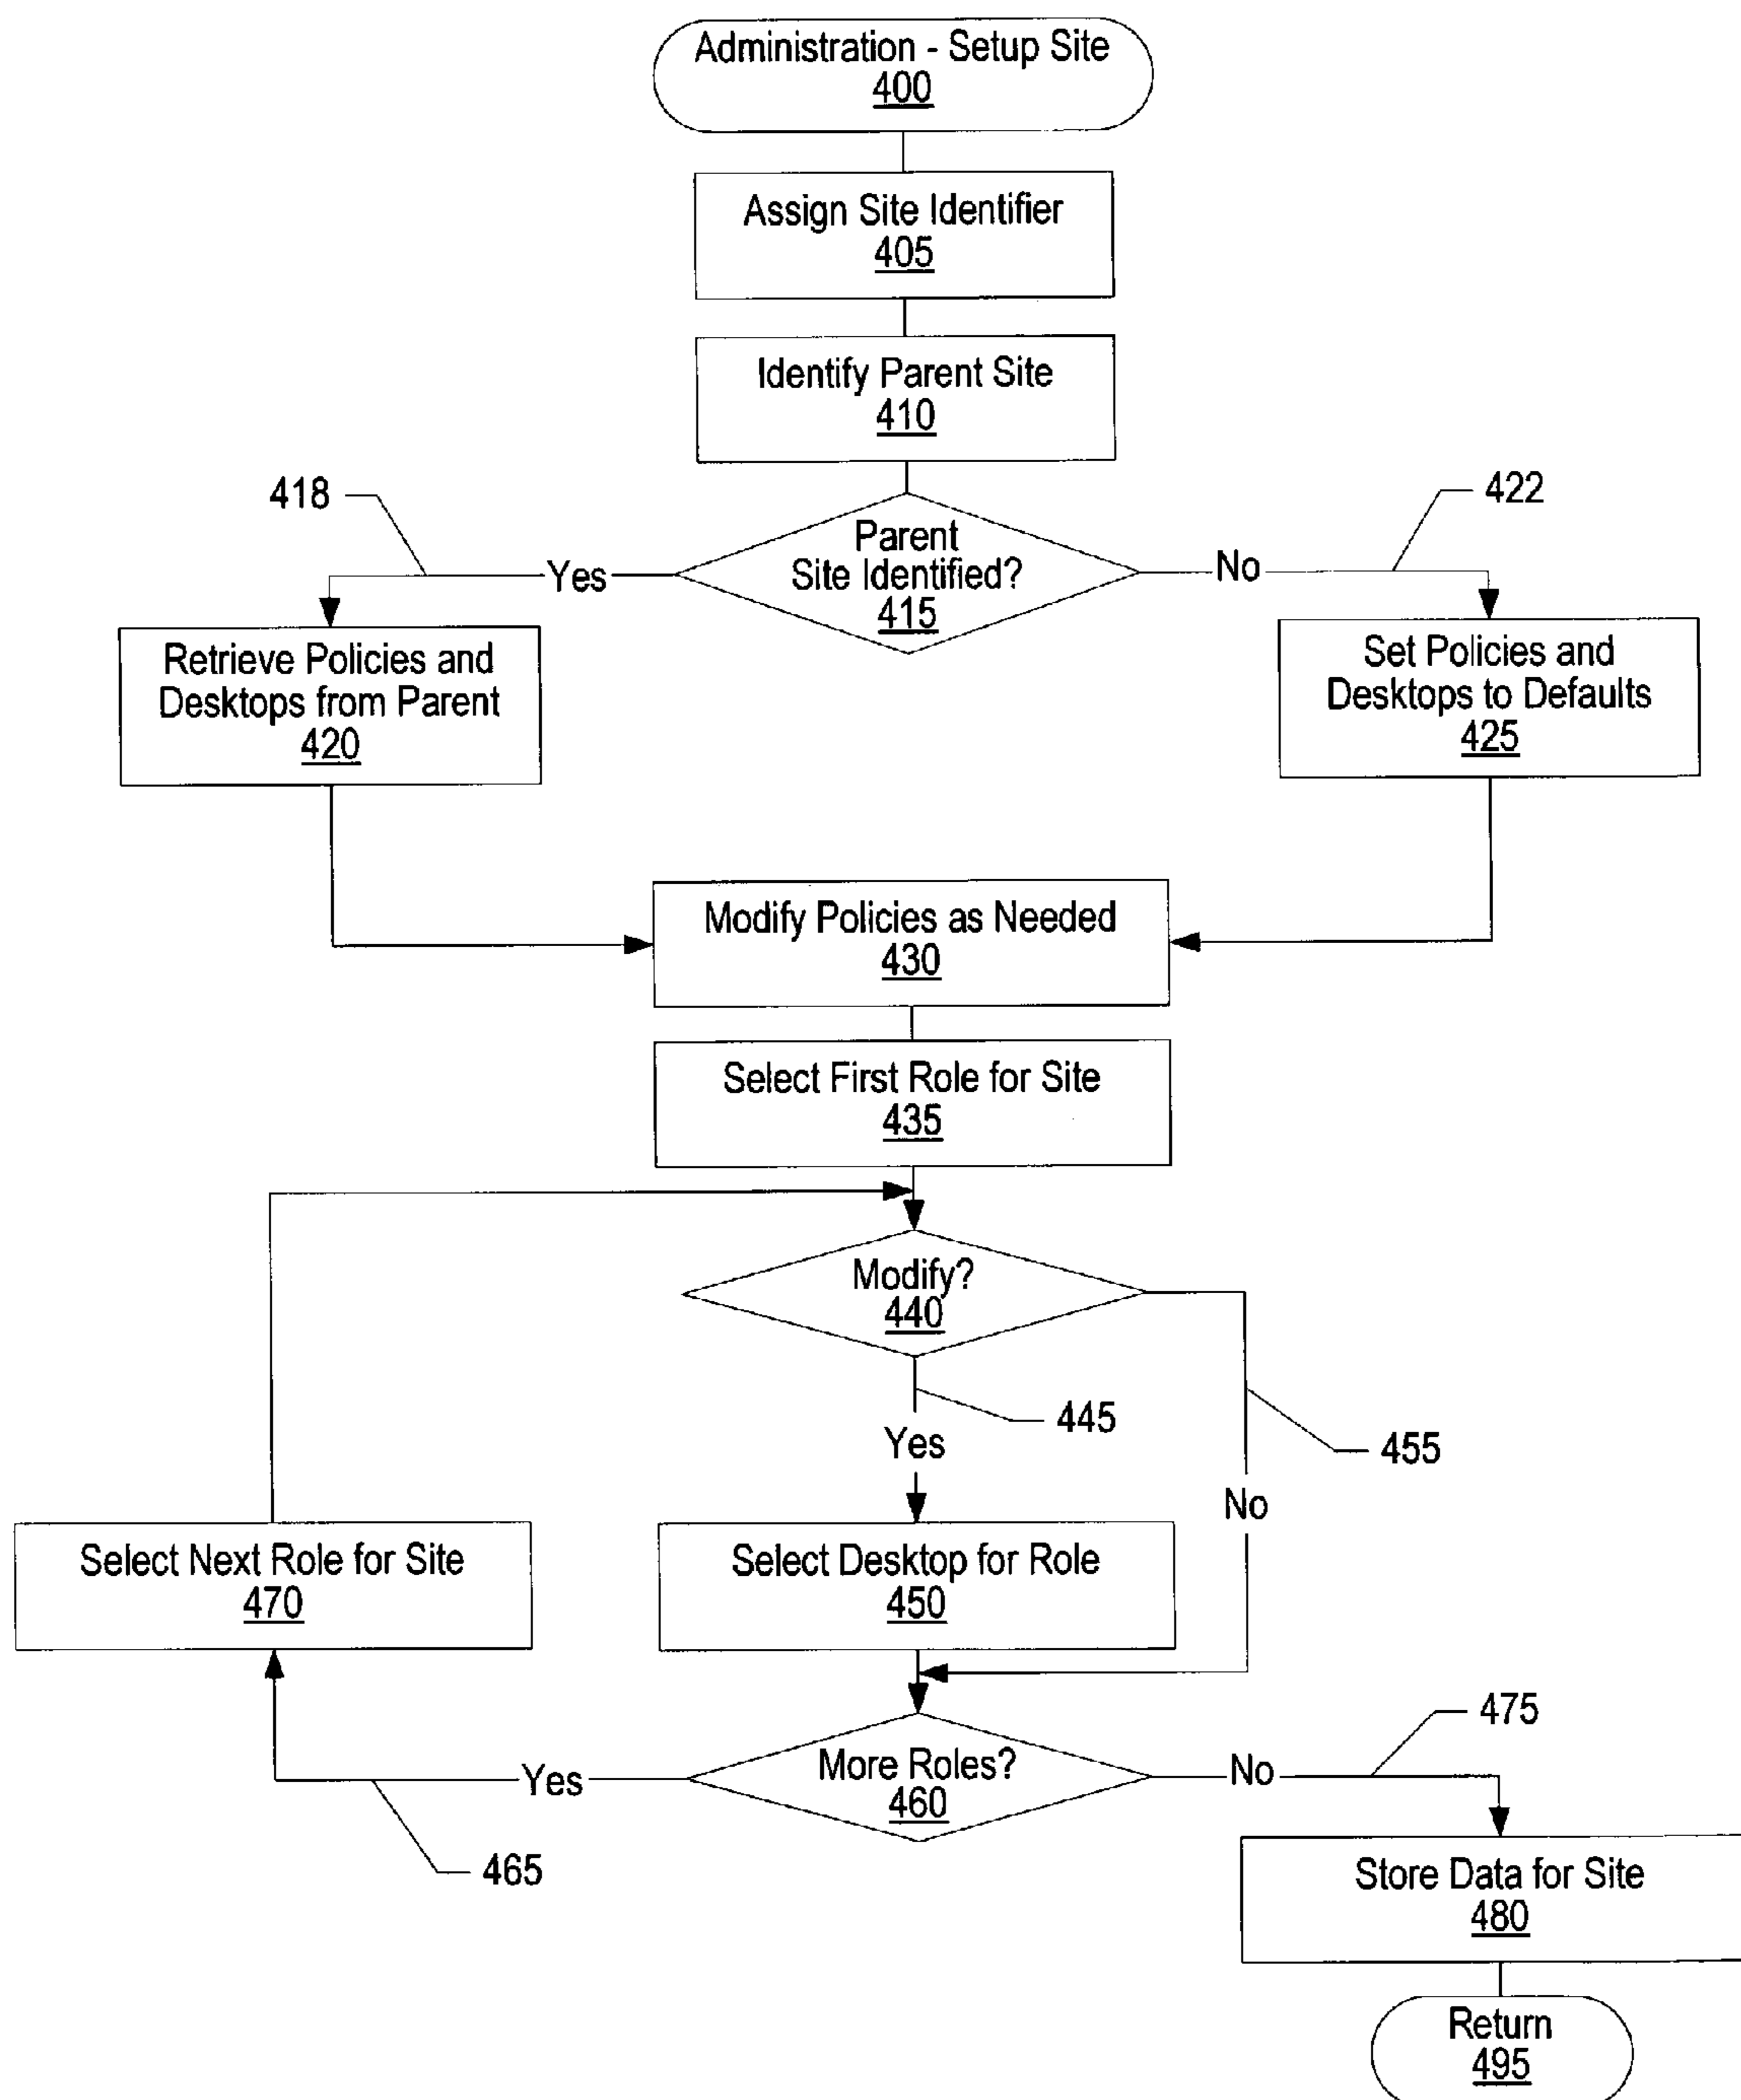 Administration - Setup Site
400
Assign Site Identifier
405
Identify Parent Site
410
418
422
Parent
Site Identified?
415
Yes
No
Retrieve Policies and
Desktops from Parent
420
Set Policies and
Desktops to Defaults
425
Modify Policies as Needed
430
Select First Role for Site
435
Modify?
440
445
Yes
455
No
Select Next Role for Site
470
Select Desktop for Role
450
475
More Roles?
460
Yes
No
465
Store Data for Site
480
Return
495